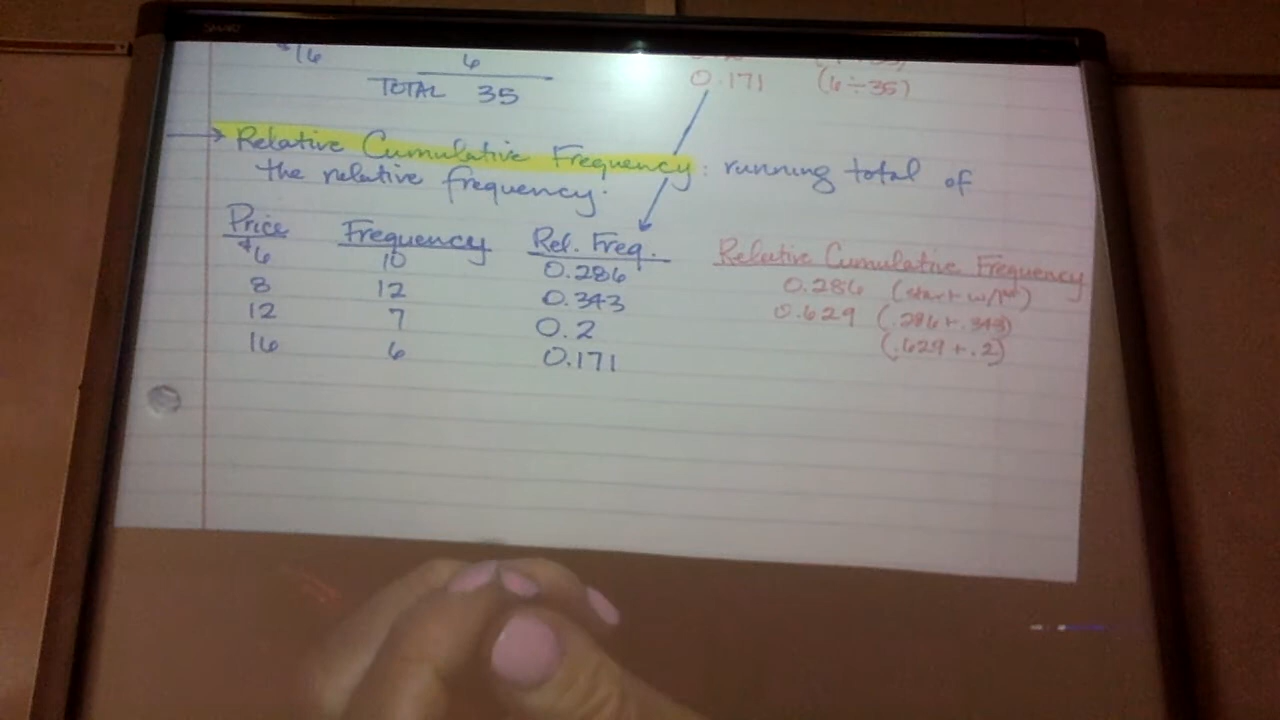 SMART
$16 6 0.171 (6÷35)
TOTAL 35
→ Relative Cumulative Frequency: running total of
the relative frequency.
Price Frequency Rel. Freq. Relative Cumulative Frequency
$6 10 0.286 0.286 (start w/1st)
8 12 0.343 0.629 (.286+.343)
12 7 0.2 (.629+.2)
16 6 0.171